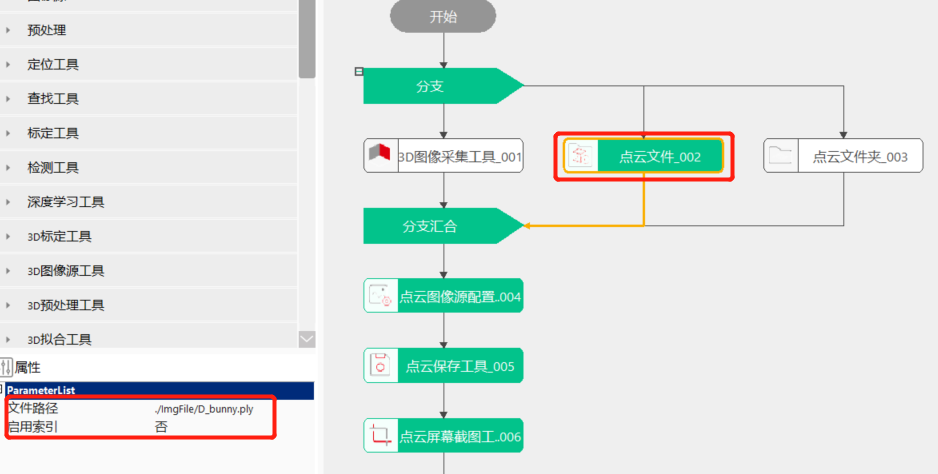 预处理
定位工具
查找工具
标定工具
检测工具
深度学习工具
3D标定工具
3D图像源工具
3D预处理工具
3D拟合工具
属性
ParameterList
文件路径 ./ImgFile/D_bunny.ply
启用索引 否
开始
分支
3D图像采集工具_001
点云文件_002
点云文件夹_003
分支汇合
点云图像源配置..004
点云保存工具_005
点云屏幕截图工..006